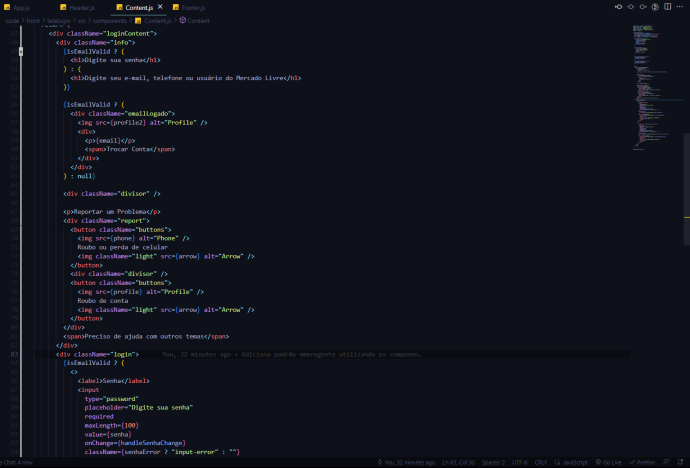 App.js Header.js Content.js Footer.js
code > front > telalogin > src > components > Content.js > Content
<div className="loginContent">
<div className="info">
{isEmailValid ? (
<h1>Digite sua senha</h1>
) : (
<h1>Digite seu e-mail, telefone ou usuário do Mercado Livre</h1>
)}
{isEmailValid ? (
<div className="emailLogado">
<img src={profile2} alt="Profile" />
<div>
<p>{email}</p>
<span>Trocar Conta</span>
</div>
</div>
) : null}
<div className="divisor" />
<p>Reportar um Problema</p>
<div className="report">
<button className="buttons">
<img src={phone} alt="Phone" />
Roubo ou perda de celular
<img className="light" src={arrow} alt="Arrow" />
</button>
<div className="divisor" />
<button className="buttons">
<img src={profile} alt="Profile" />
Roubo de conta
<img className="light" src={arrow} alt="Arrow" />
</button>
</div>
<span>Preciso de ajuda com outros temas</span>
</div>
83 <div className="login"> You, 32 minutes ago • Adiciona padrão emeregente utilicando os componen…
{isEmailValid ? (
<>
<label>Senha</label>
<input
type="password"
placeholder="Digite sua senha"
required
maxLength={100}
value={senha}
onChange={handleSenhaChange}
className={senhaError ? "input-error" : ""}
You, 32 minutes ago Ln 83, Col 30 Spaces: 2 UTF-8 CRLF JavaScript Go Live Prettier